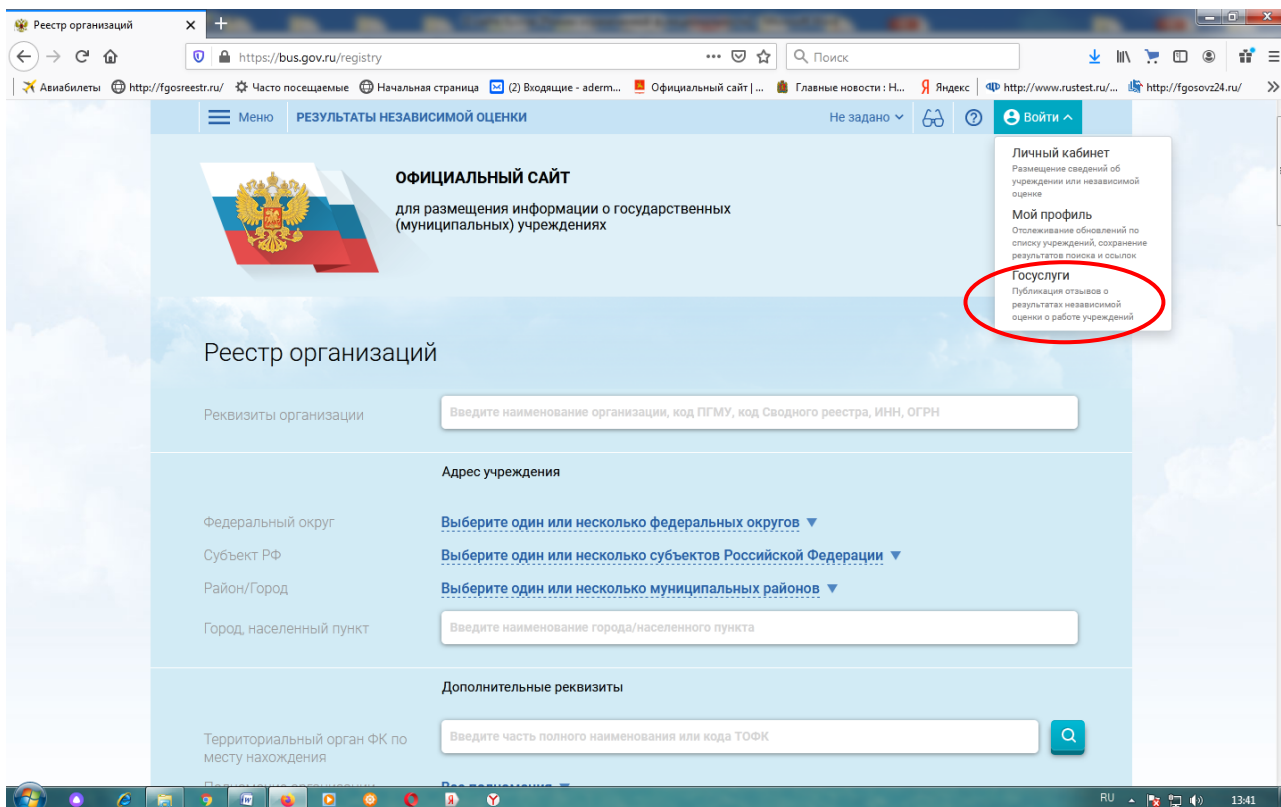 Реестр организаций
https://bus.gov.ru/registry
Поиск
Авиабилеты
http://fgosreestr.ru/
Часто посещаемые
Начальная страница
(2) Входящие - aderm...
Официальный сайт | ...
Главные новости : Н...
Яндекс
http://www.rustest.ru/...
http://fgosovz24.ru/
Меню
РЕЗУЛЬТАТЫ НЕЗАВИСИМОЙ ОЦЕНКИ
Не задано
Войти
Личный кабинет
Размещение сведений об
учреждении или независимой
оценке
Мой профиль
Отслеживание обновлений по
списку учреждений, сохранение
результатов поиска и ссылок
Госуслуги
Публикация отзывов о
результатах независимой
оценки о работе учреждений
ОФИЦИАЛЬНЫЙ САЙТ
для размещения информации о государственных
(муниципальных) учреждениях
Реестр организаций
Реквизиты организации
Введите наименование организации, код ПГМУ, код Сводного реестра, ИНН, ОГРН
Адрес учреждения
Федеральный округ
Выберите один или несколько федеральных округов
Субъект РФ
Выберите один или несколько субъектов Российской Федерации
Район/Город
Выберите один или несколько муниципальных районов
Город, населенный пункт
Введите наименование города/населенного пункта
Дополнительные реквизиты
Территориальный орган ФК по
месту нахождения
Введите часть полного наименования или кода ТОФК
RU
13:41